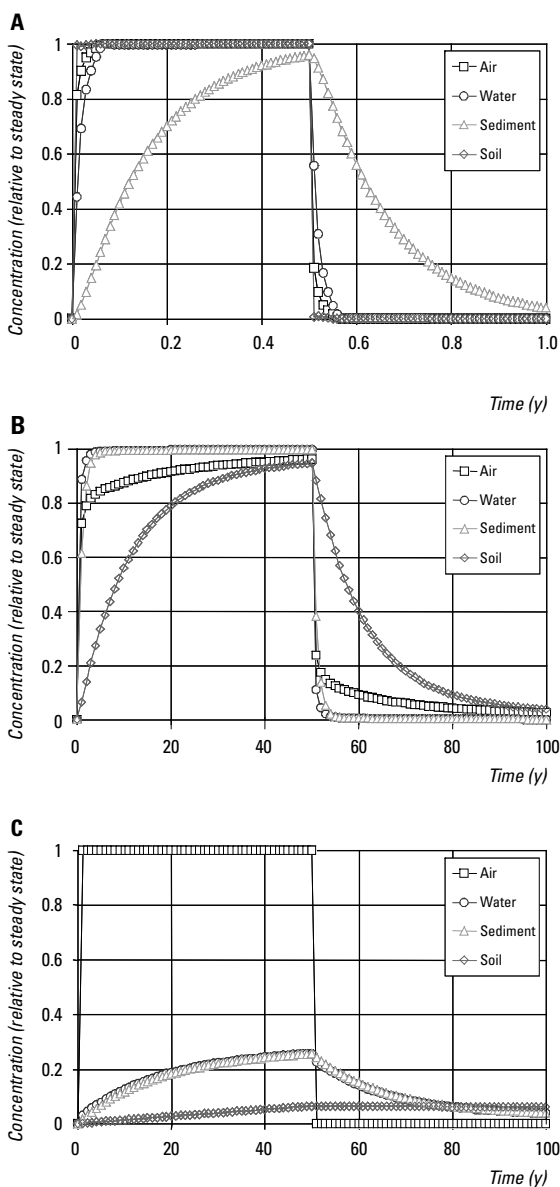 A
Concentration (relative to steady state)
1
0.8
0.6
0.4
0.2
0
Air
Water
Sediment
Soil
0
0.2
0.4
0.6
0.8
1.0
Time (y)
B
Concentration (relative to steady state)
1
0.8
0.6
0.4
0.2
0
Air
Water
Sediment
Soil
0
20
40
60
80
100
Time (y)
C
Concentration (relative to steady state)
1
0.8
0.6
0.4
0.2
0
Air
Water
Sediment
Soil
0
20
40
60
80
100
Time (y)